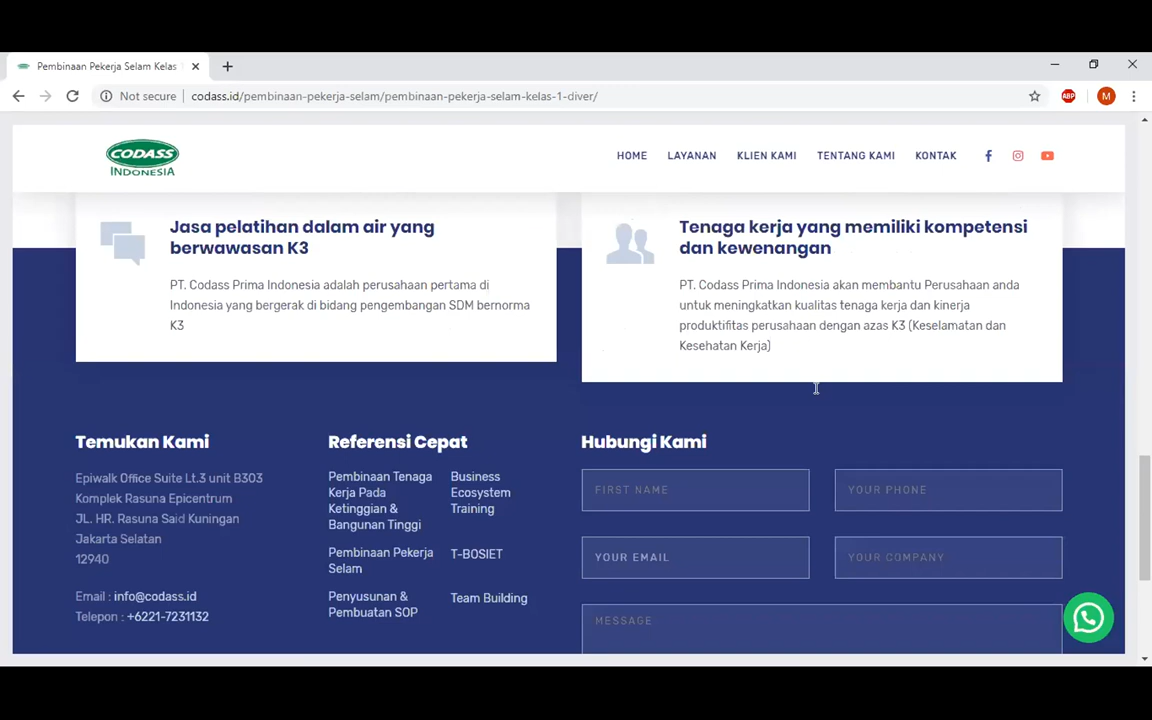 Pembinaan Pekerja Selam Kelas
Not secure
codass.id/pembinaan-pekerja-selam/pembinaan-pekerja-selam-kelas-1-diver/
ABP
M
CODASS
INDONESIA
HOME
LAYANAN
KLIEN KAMI
TENTANG KAMI
KONTAK
Jasa pelatihan dalam air yang
berwawasan K3
PT. Codass Prima Indonesia adalah perusahaan pertama di
Indonesia yang bergerak di bidang pengembangan SDM bernorma
K3
Tenaga kerja yang memiliki kompetensi
dan kewenangan
PT. Codass Prima Indonesia akan membantu Perusahaan anda
untuk meningkatkan kualitas tenaga kerja dan kinerja
produktifitas perusahaan dengan azas K3 (Keselamatan dan
Kesehatan Kerja)
Temukan Kami
Epiwalk Office Suite Lt.3 unit B303
Komplek Rasuna Epicentrum
JL. HR. Rasuna Said Kuningan
Jakarta Selatan
12940
Email : info@codass.id
Telepon : +6221-7231132
Referensi Cepat
Pembinaan Tenaga
Kerja Pada
Ketinggian &
Bangunan Tinggi
Pembinaan Pekerja
Selam
Penyusunan &
Pembuatan SOP
Business
Ecosystem
Training
T-BOSIET
Team Building
Hubungi Kami
FIRST NAME
YOUR PHONE
YOUR EMAIL
YOUR COMPANY
MESSAGE